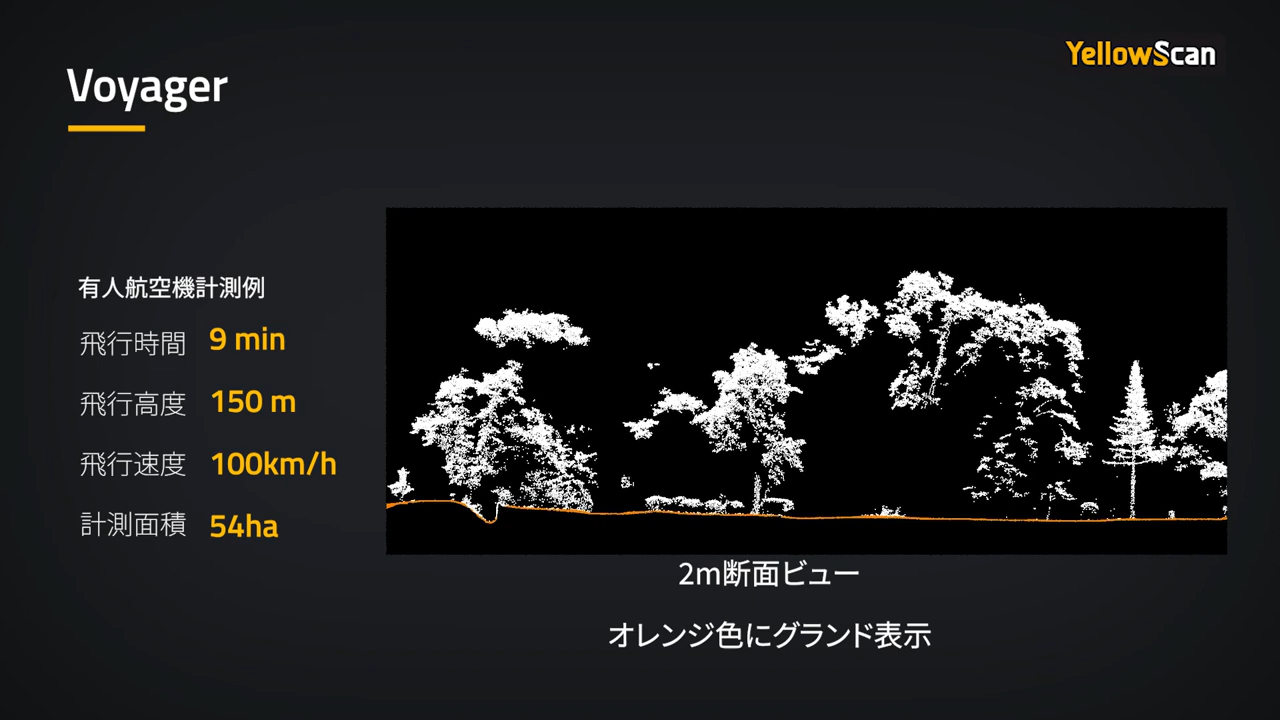 YellowScan
Voyager
有人航空機計測例
飛行時間 9 min
飛行高度 150 m
飛行速度 100km/h
計測面積 54ha
2m断面ビュー
オレンジ色にグランド表示